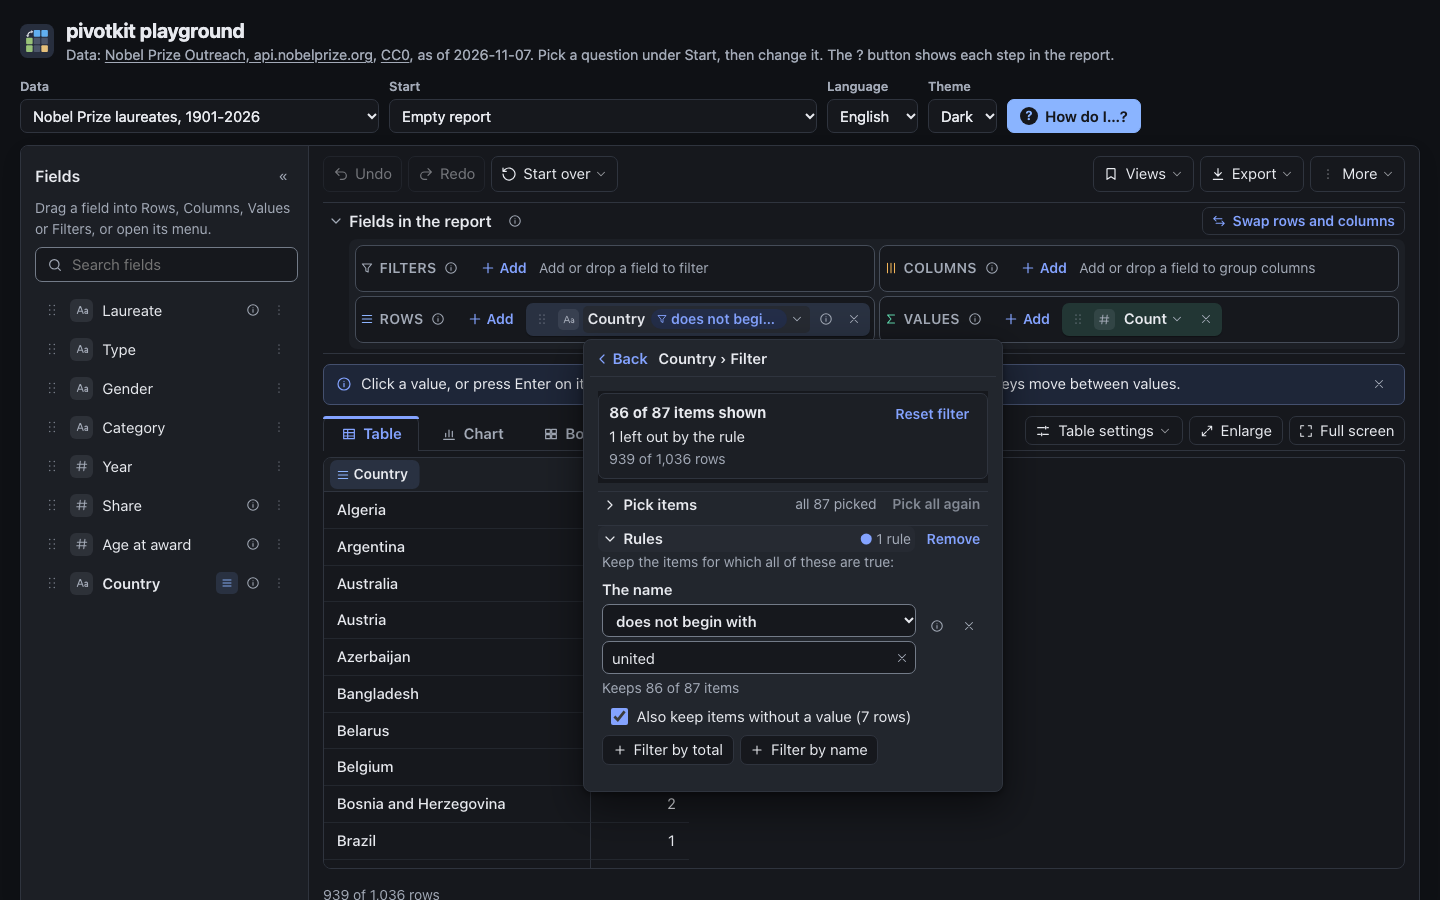 pivotkit playground
Data: Nobel Prize Outreach, api.nobelprize.org, CC0, as of 2026-11-07. Pick a question under Start, then change it. The ? button shows each step in the report.
Data
Start
Language
Theme
Nobel Prize laureates, 1901-2026
Empty report
English
Dark
? How do I...?
Fields
«
Drag a field into Rows, Columns, Values
or Filters, or open its menu.
Search fields
Aa Laureate
Aa Type
Aa Gender
Aa Category
# Year
# Share
# Age at award
Aa Country
Undo
Redo
Start over
Views
Export
More
Fields in the report
Swap rows and columns
FILTERS
+ Add
Add or drop a field to filter
COLUMNS
+ Add
Add or drop a field to group columns
ROWS
+ Add
Aa Country does not begi...
Σ VALUES
+ Add
# Count
Click a value, or press Enter on it
eys move between values.
Table
Chart
Bo
Table settings
Enlarge
Full screen
Country
Algeria
Argentina
Australia
Austria
Azerbaijan
Bangladesh
Belarus
Belgium
Bosnia and Herzegovina 2
Brazil 1
939 of 1,036 rows
Back
Country › Filter
86 of 87 items shown
Reset filter
1 left out by the rule
939 of 1,036 rows
Pick items
all 87 picked
Pick all again
Rules
1 rule
Remove
Keep the items for which all of these are true:
The name
does not begin with
united
Keeps 86 of 87 items
Also keep items without a value (7 rows)
+ Filter by total
+ Filter by name